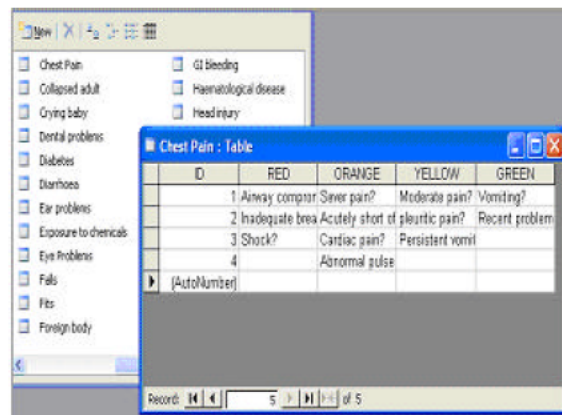 New
Chest Pain
Collapsed adult
Crying baby
Dental problems
Diabetes
Diarrhoea
Ear problems
Exposure to chemicals
Eye Problems
Falls
Fits
Foreign body
GI bleeding
Haematological disease
Head injury
Chest Pain : Table
ID RED ORANGE YELLOW GREEN
1 Airway compror Sever pain? Moderate pain? Vomiting?
2 Inadequate brea Acutely short of pleuritic pain? Recent problem
3 Shock? Cardiac pain? Persistent vomit
4 Abnormal pulse
(AutoNumber)
Record: 5 of 5